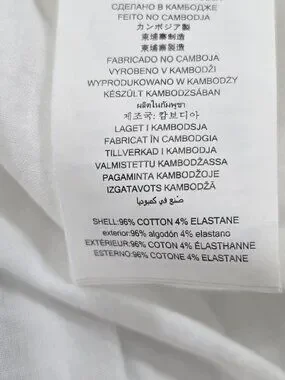 СДЕЛАНО В КАМБОДЖЕ
FEITO NO CAMBODJA
カンボジア製
柬埔寨制造
柬埔寨製造
FABRICADO NO CAMBOJA
VYROBENO V KAMBODŽI
WYPRODUKOWANO W KAMBODŻY
KÉSZÜLT KAMBODZSÁBAN
ผลิตในกัมพูชา
제조국: 캄보디아
LAGET I KAMBODSJA
FABRICAT ÎN CAMBODGIA
TILLVERKAD I KAMBODJA
VALMISTETTU KAMBODŽASSA
PAGAMINTA KAMBODŽOJE
IZGATAVOTS KAMBODŽĀ
صنع في كمبوديا
SHELL:96% COTTON 4% ELASTANE
exterior:96% algodón 4% elastano
EXTÉRIEUR:96% COTON 4% ÉLASTHANNE
ESTERNO:96% COTONE 4% ELASTANE